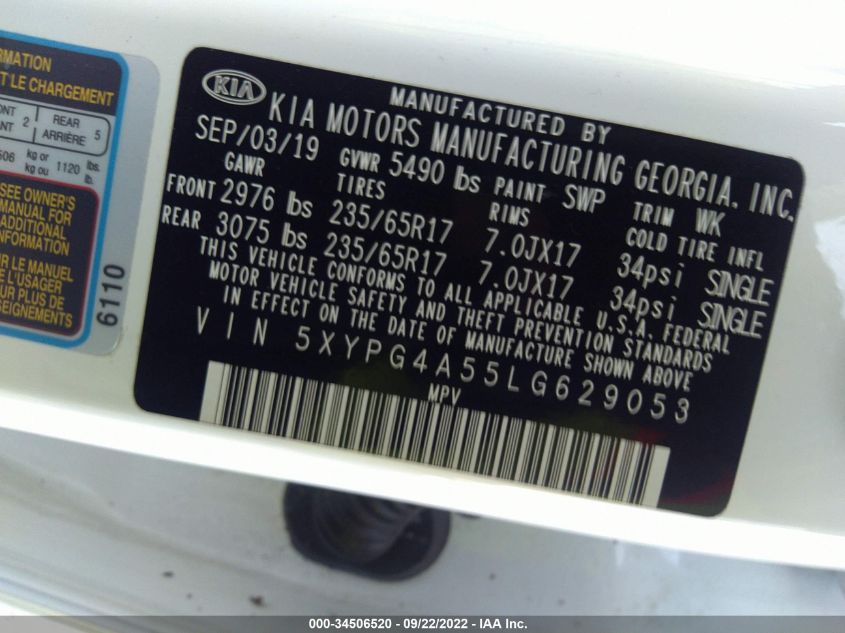 RMATION
T LE CHARGEMENT
2
REAR 5
ARRIÈRE
506 kg or 1120 lbs.
kg ou lb.
SEE OWNER'S
MANUAL FOR
ADDITIONAL
INFORMATION
LE MANUEL
L'USAGER
PLUS DE
SEIGNEMENTS
6110
KIA
MANUFACTURED BY
KIA MOTORS MANUFACTURING GEORGIA, INC.
SEP/03/19 GVWR 5490 lbs PAINT SWP TRIM WK
GAWR TIRES RIMS COLD TIRE INFL
FRONT 2976 lbs 235/65R17 7.0JX17 34psi SINGLE
REAR 3075 lbs 235/65R17 7.0JX17 34psi SINGLE
THIS VEHICLE CONFORMS TO ALL APPLICABLE U.S.A. FEDERAL
MOTOR VEHICLE SAFETY AND THEFT PREVENTION STANDARDS
IN EFFECT ON THE DATE OF MANUFACTURE SHOWN ABOVE
VIN 5XYPG4A55LG629053
MPV
000-34506520 - 09/22/2022 - IAA Inc.